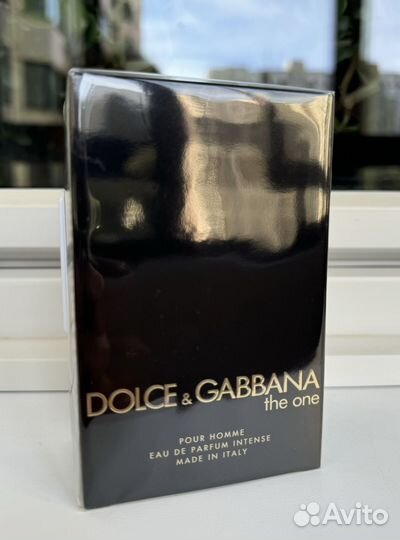 DOLCE & GABBANA
the one
POUR HOMME
EAU DE PARFUM INTENSE
MADE IN ITALY
Avito